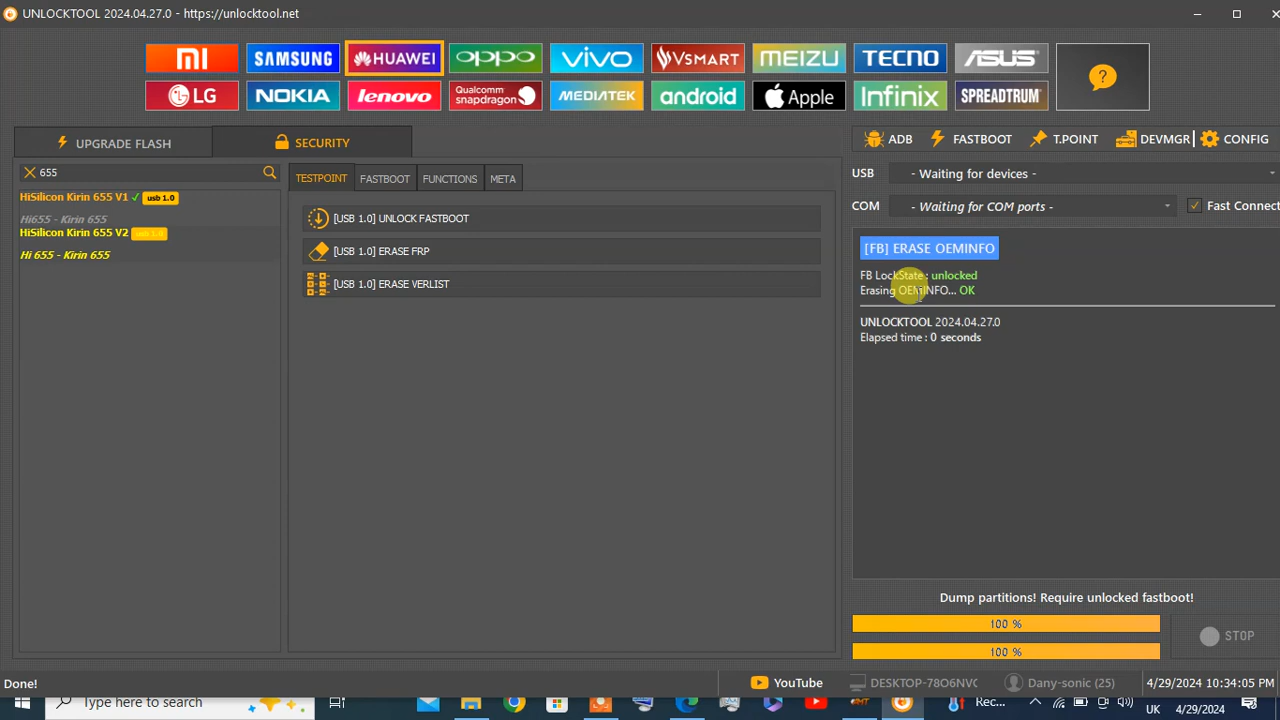 UNLOCKTOOL 2024.04.27.0 - https://unlocktool.net
MI SAMSUNG HUAWEI OPPO vivo VSMART MEIZU TECNO ASUS ?
LG NOKIA lenovo Qualcomm snapdragon MEDIATEK android Apple Infinix SPREADTRUM
UPGRADE FLASH SECURITY
ADB FASTBOOT T.POINT DEVMGR CONFIG
655
HiSilicon Kirin 655 V1 usb 1.0
Hi655 - Kirin 655
HiSilicon Kirin 655 V2 usb 1.0
Hi 655 - Kirin 655
TESTPOINT FASTBOOT FUNCTIONS META
[USB 1.0] UNLOCK FASTBOOT
[USB 1.0] ERASE FRP
[USB 1.0] ERASE VERLIST
USB - Waiting for devices -
COM - Waiting for COM ports - Fast Connect
[FB] ERASE OEMINFO
FB LockState : unlocked
Erasing OEMINFO... OK
UNLOCKTOOL 2024.04.27.0
Elapsed time : 0 seconds
Dump partitions! Require unlocked fastboot!
100 %
100 %
STOP
Done! YouTube DESKTOP-78O6NVC Dany-sonic (25) 4/29/2024 10:34:05 PM
Type here to search Rec... UK 4/29/2024